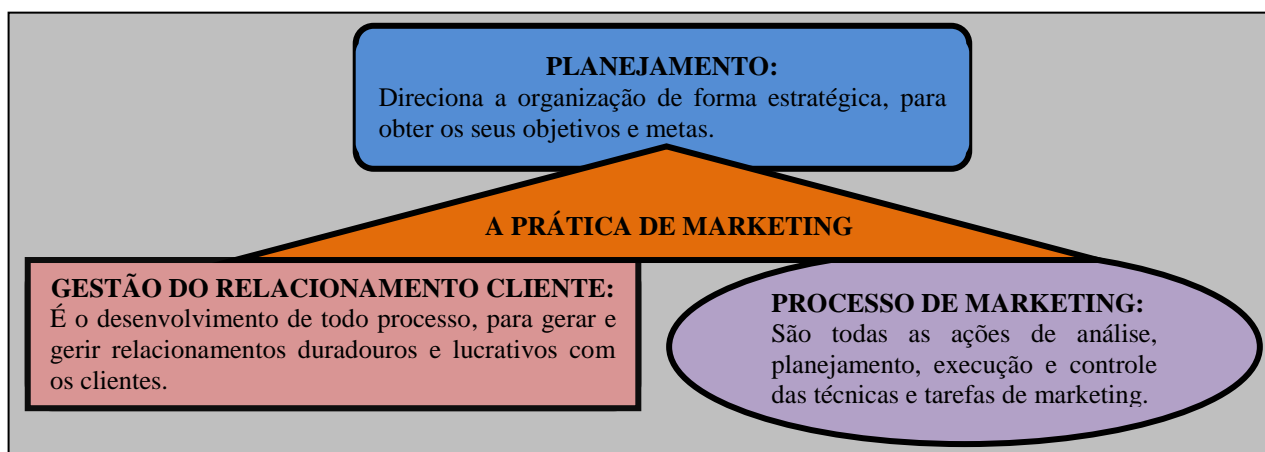 PLANEJAMENTO:
Direciona a organização de forma estratégica, para
obter os seus objetivos e metas.
A PRÁTICA DE MARKETING
GESTÃO DO RELACIONAMENTO CLIENTE:
É o desenvolvimento de todo processo, para gerar e
gerir relacionamentos duradouros e lucrativos com
os clientes.
PROCESSO DE MARKETING:
São todas as ações de análise,
planejamento, execução e controle
das técnicas e tarefas de marketing.